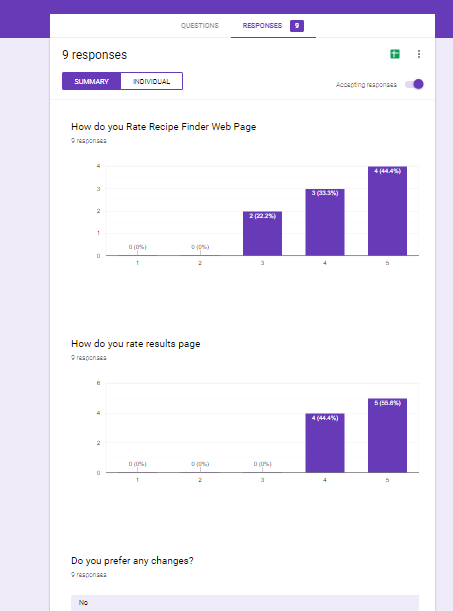 QUESTIONS RESPONSES 9
9 responses
SUMMARY INDIVIDUAL
Accepting responses
How do you Rate Recipe Finder Web Page
9 responses
4
3
2
1
0
0 (0%) 0 (0%) 2 (22.2%) 3 (33.3%) 4 (44.4%)
1 2 3 4 5
How do you rate results page
9 responses
6
4
2
0
0 (0%) 0 (0%) 0 (0%) 4 (44.4%) 5 (55.6%)
1 2 3 4 5
Do you prefer any changes?
9 responses
No